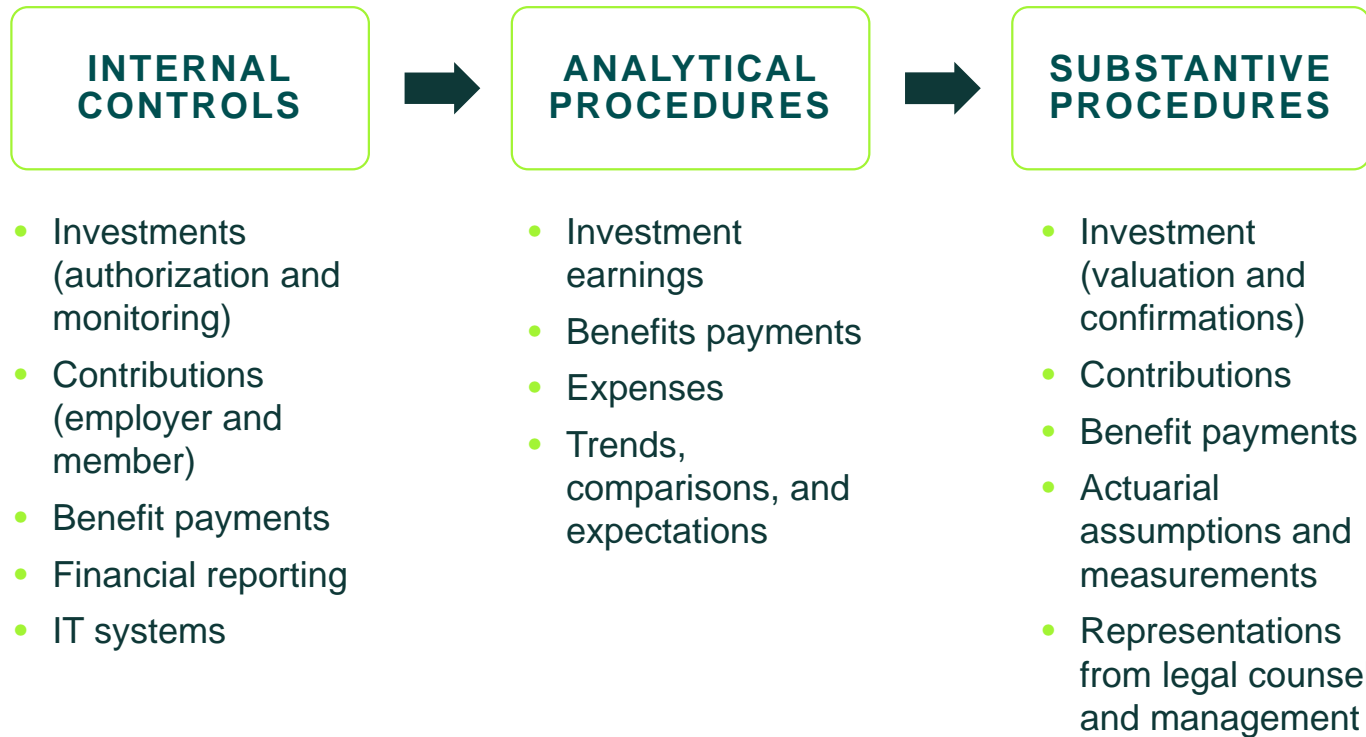 INTERNAL
CONTROLS
• Investments
(authorization and
monitoring)
• Contributions
(employer and
member)
• Benefit payments
• Financial reporting
• IT systems
ANALYTICAL
PROCEDURES
• Investment
earnings
• Benefits payments
• Expenses
• Trends,
comparisons, and
expectations
SUBSTANTIVE
PROCEDURES
• Investment
(valuation and
confirmations)
• Contributions
• Benefit payments
• Actuarial
assumptions and
measurements
• Representations
from legal counse
and management